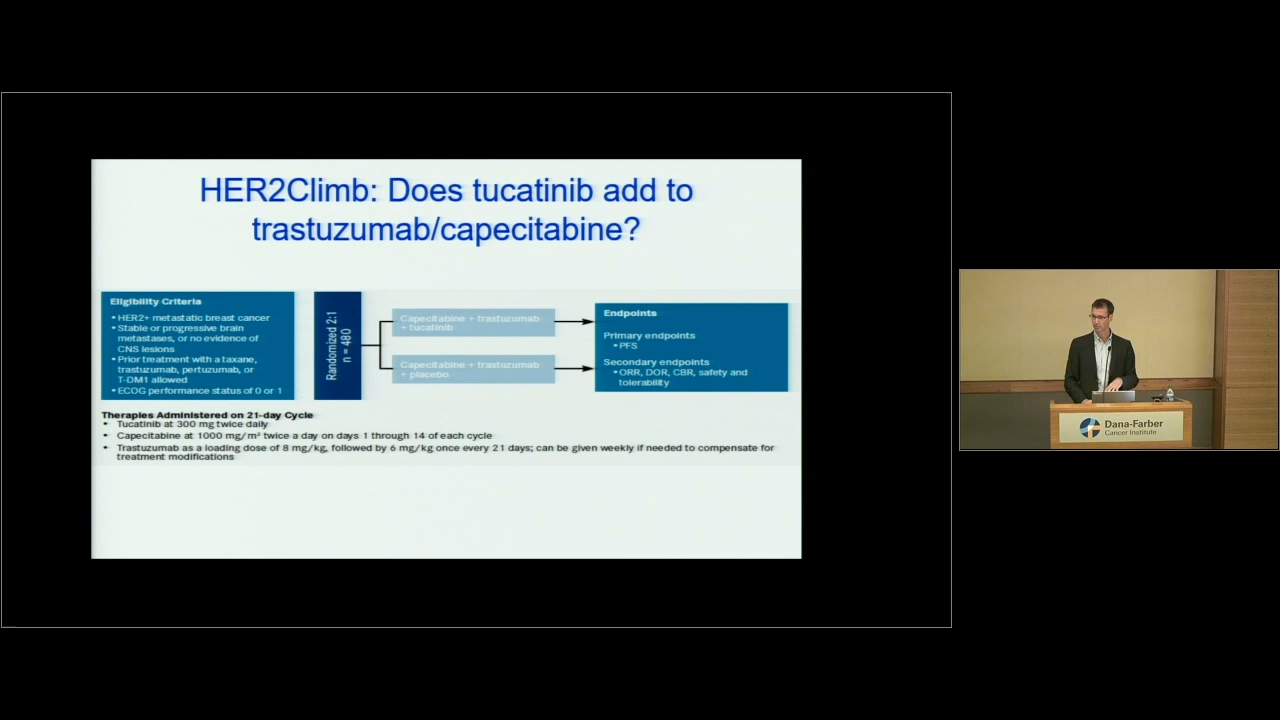 HER2Climb: Does tucatinib add to
trastuzumab/capecitabine?
Eligibility Criteria
• HER2+ metastatic breast cancer
• Stable or progressive brain
metastases, or no evidence of
CNS lesions
• Prior treatment with a taxane,
trastuzumab, pertuzumab, or
T-DM1 allowed
• ECOG performance status of 0 or 1
Randomized 2:1
n = 480
Capecitabine + trastuzumab
+ tucatinib
Capecitabine + trastuzumab
+ placebo
Endpoints
Primary endpoints
• PFS
Secondary endpoints
• ORR, DOR, CBR, safety and
tolerability
Therapies Administered on 21-day Cycle
• Tucatinib at 300 mg twice daily
• Capecitabine at 1000 mg/m² twice a day on days 1 through 14 of each cycle
• Trastuzumab as a loading dose of 8 mg/kg, followed by 6 mg/kg once every 21 days; can be given weekly if needed to compensate for
treatment modifications
Dana-Farber
Cancer Institute